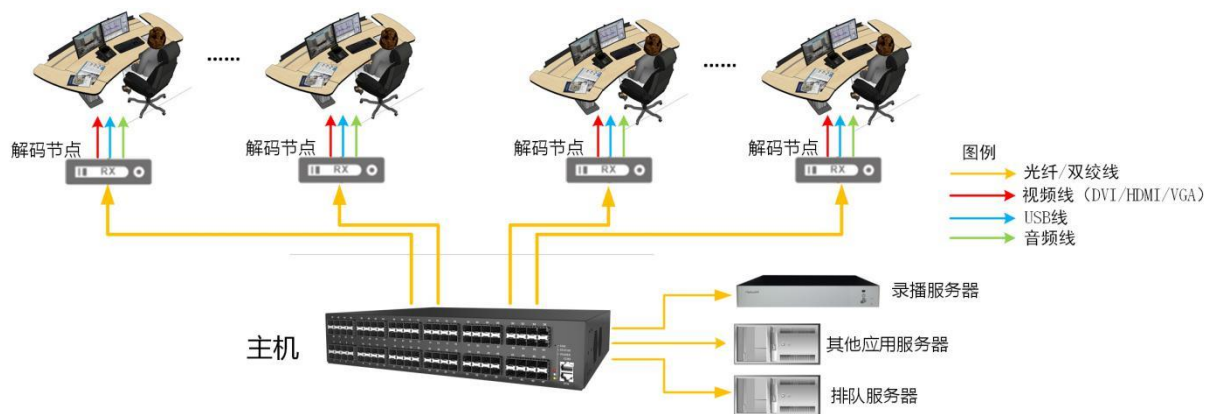 …… ……
解码节点 解码节点 解码节点 解码节点
RX RX RX RX
图例
光纤/双绞线
视频线（DVI/HDMI/VGA）
USB线
音频线
主机
录播服务器
其他应用服务器
排队服务器